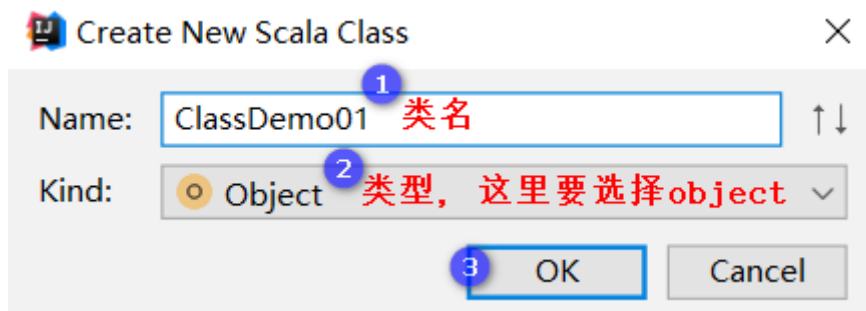 Create New Scala Class
1
Name: ClassDemo01 类名
2
Kind: Object 类型, 这里要选择object
3 OK Cancel